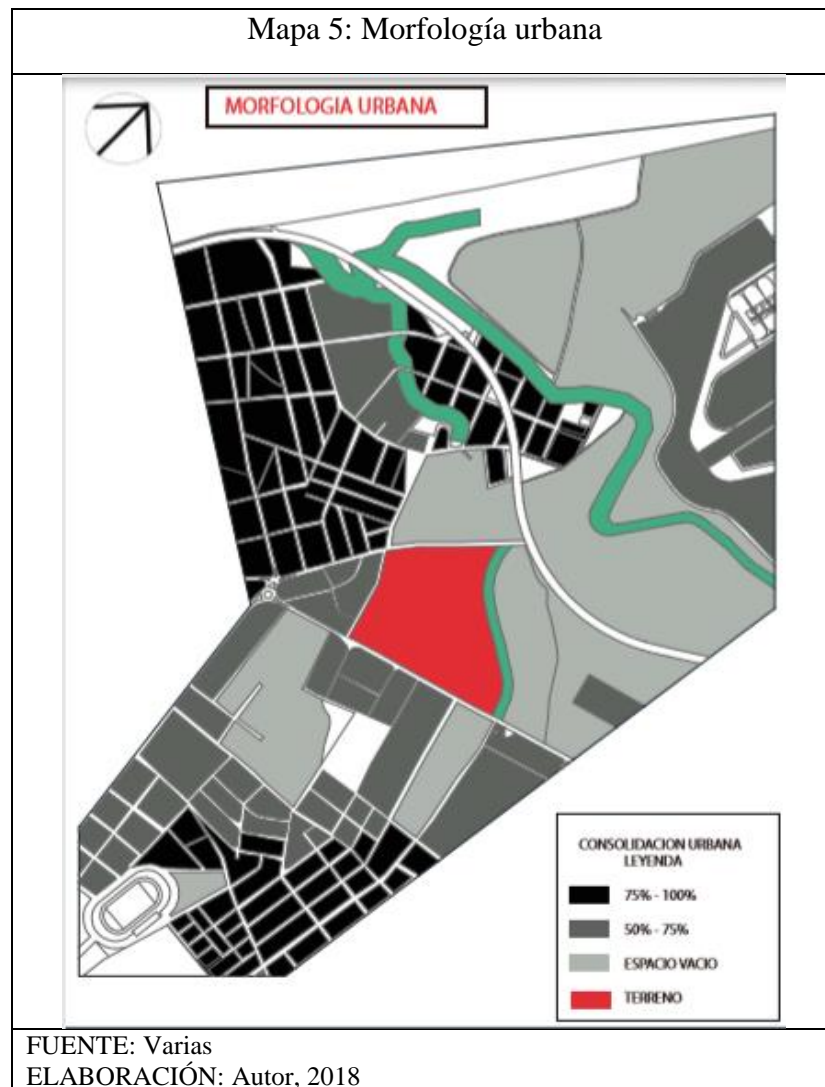 Mapa 5: Morfología urbana
MORFOLOGIA URBANA
CONSOLIDACION URBANA
LEYENDA
75% - 100%
50% - 75%
ESPACIO VACIO
TERRENO
FUENTE: Varias
ELABORACIÓN: Autor, 2018